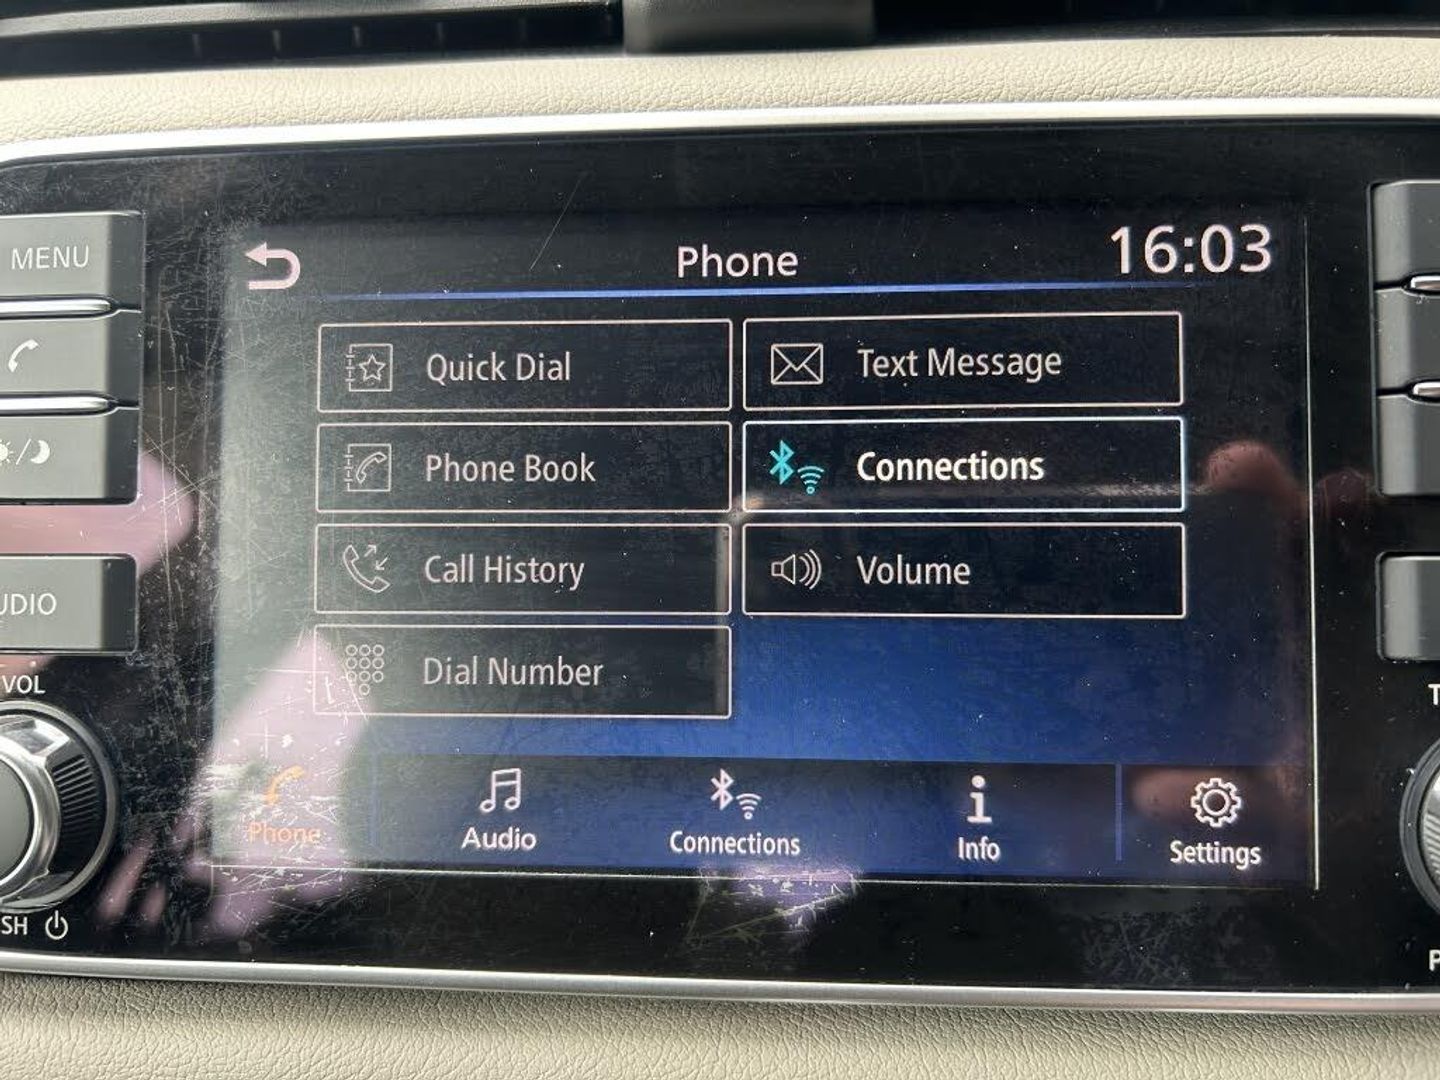 MENU
Phone
16:03
Quick Dial
Text Message
Phone Book
Connections
Call History
Volume
Dial Number
UDIO
VOL
Phone
Audio
Connections
Info
Settings
SH
T
P